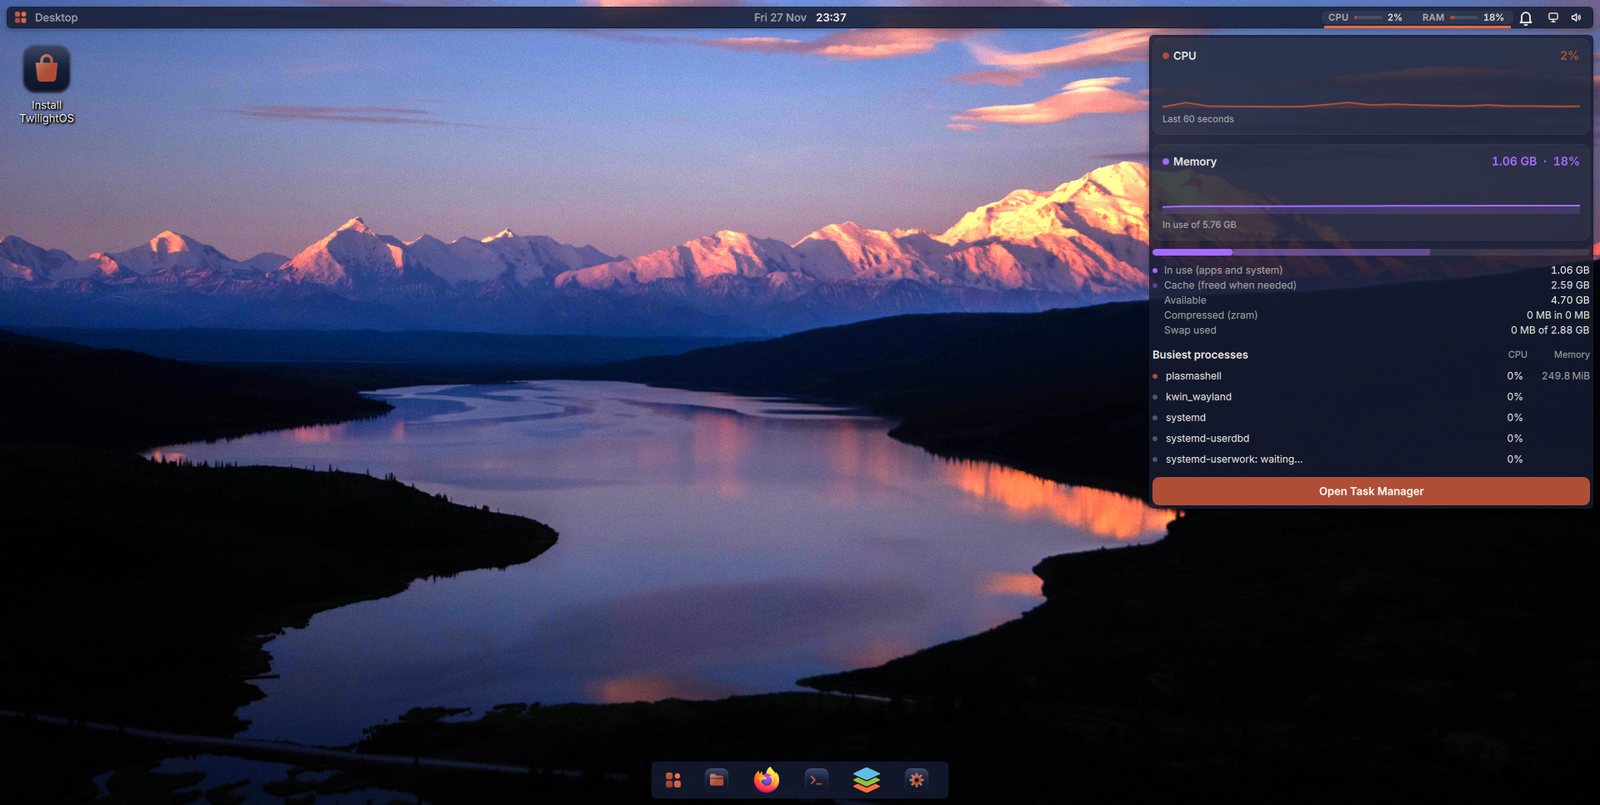 Desktop
Fri 27 Nov 23:37
CPU 2% RAM 18%
Install
TwilightOS
CPU 2%
Last 60 seconds
Memory 1.06 GB · 18%
In use of 5.76 GB
In use (apps and system) 1.06 GB
Cache (freed when needed) 2.59 GB
Available 4.70 GB
Compressed (zram) 0 MB in 0 MB
Swap used 0 MB of 2.88 GB
Busiest processes CPU Memory
plasmashell 0% 249.8 MiB
kwin_wayland 0%
systemd 0%
systemd-userdbd 0%
systemd-userwork: waiting... 0%
Open Task Manager